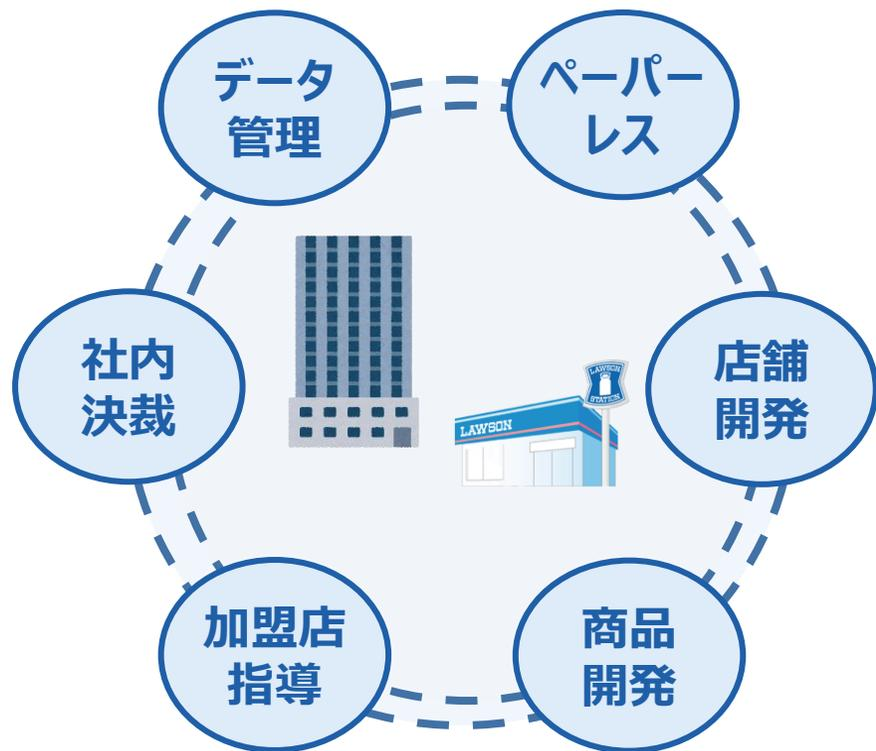 データ
管理
ペーパー
レス
社内
決裁
LAWSON
STATION
LAWSON
店舗
開発
加盟店
指導
商品
開発